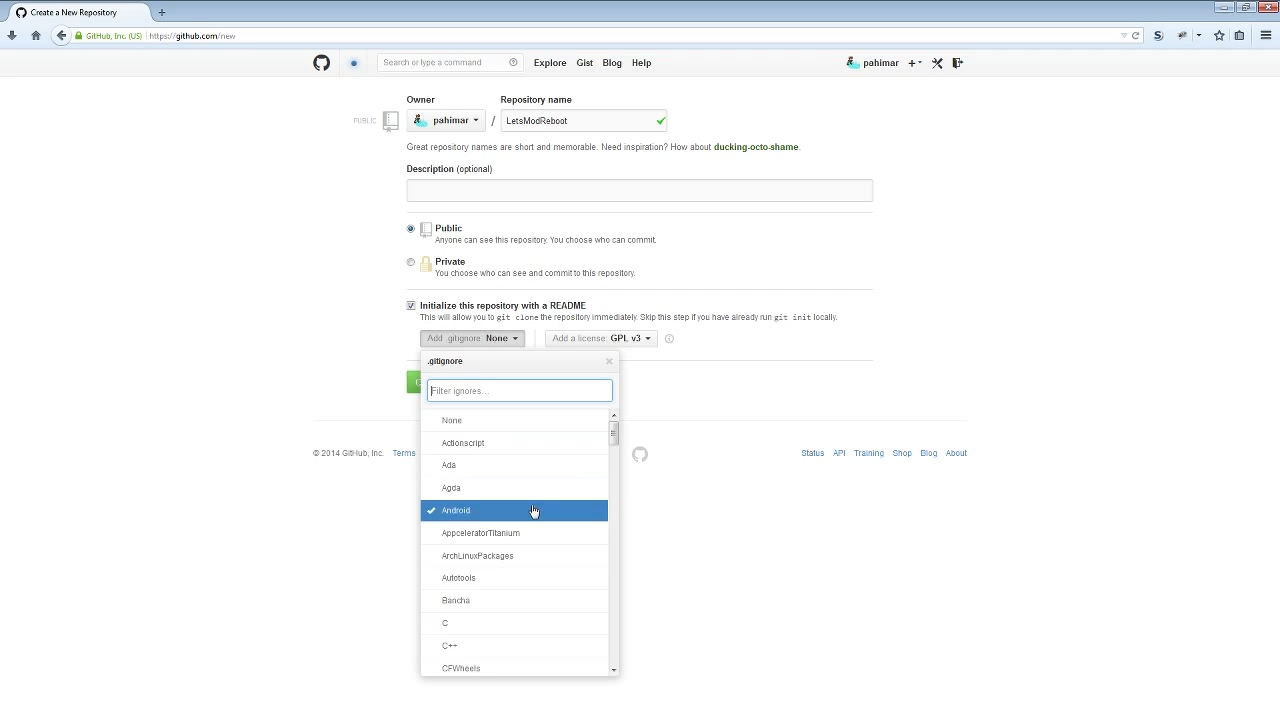 Create a New Repository
GitHub, Inc. (US) https://github.com/new
Search or type a command
Explore Gist Blog Help
pahimar
Owner Repository name
PUBLIC pahimar / LetsModReboot
Great repository names are short and memorable. Need inspiration? How about ducking-octo-shame.
Description (optional)
Public
Anyone can see this repository. You choose who can commit.
Private
You choose who can see and commit to this repository.
Initialize this repository with a README
This will allow you to git clone the repository immediately. Skip this step if you have already run git init locally.
Add .gitignore: None Add a license: GPL v3
.gitignore
Filter ignores...
None
Actionscript
Ada
Agda
Android
AppceleratorTitanium
ArchLinuxPackages
Autotools
Bancha
C
C++
CFWheels
© 2014 GitHub, Inc. Terms
Status API Training Shop Blog About